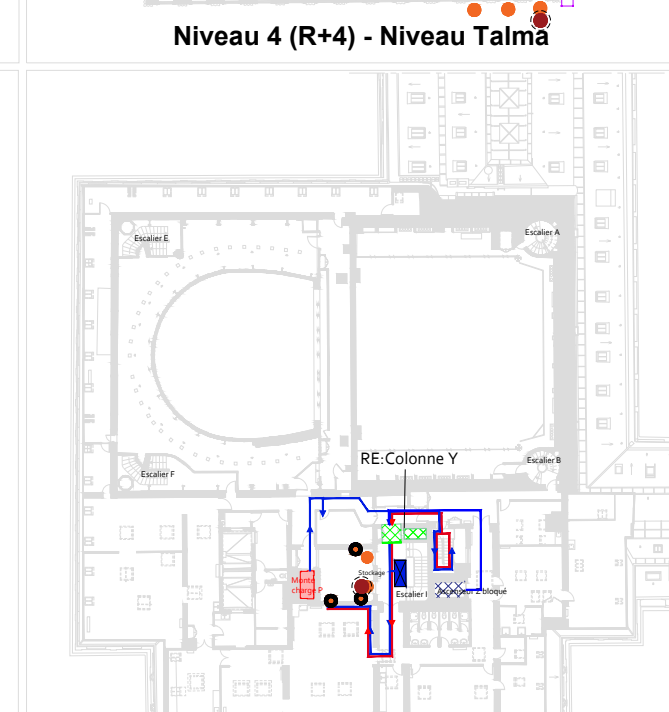 Niveau 4 (R+4) - Niveau Talma
Escalier E
Escalier A
RE:Colonne Y
Escalier F
Escalier B
Stockage
Monte
charge P
Escalier I
Ascenseur Z bloqué